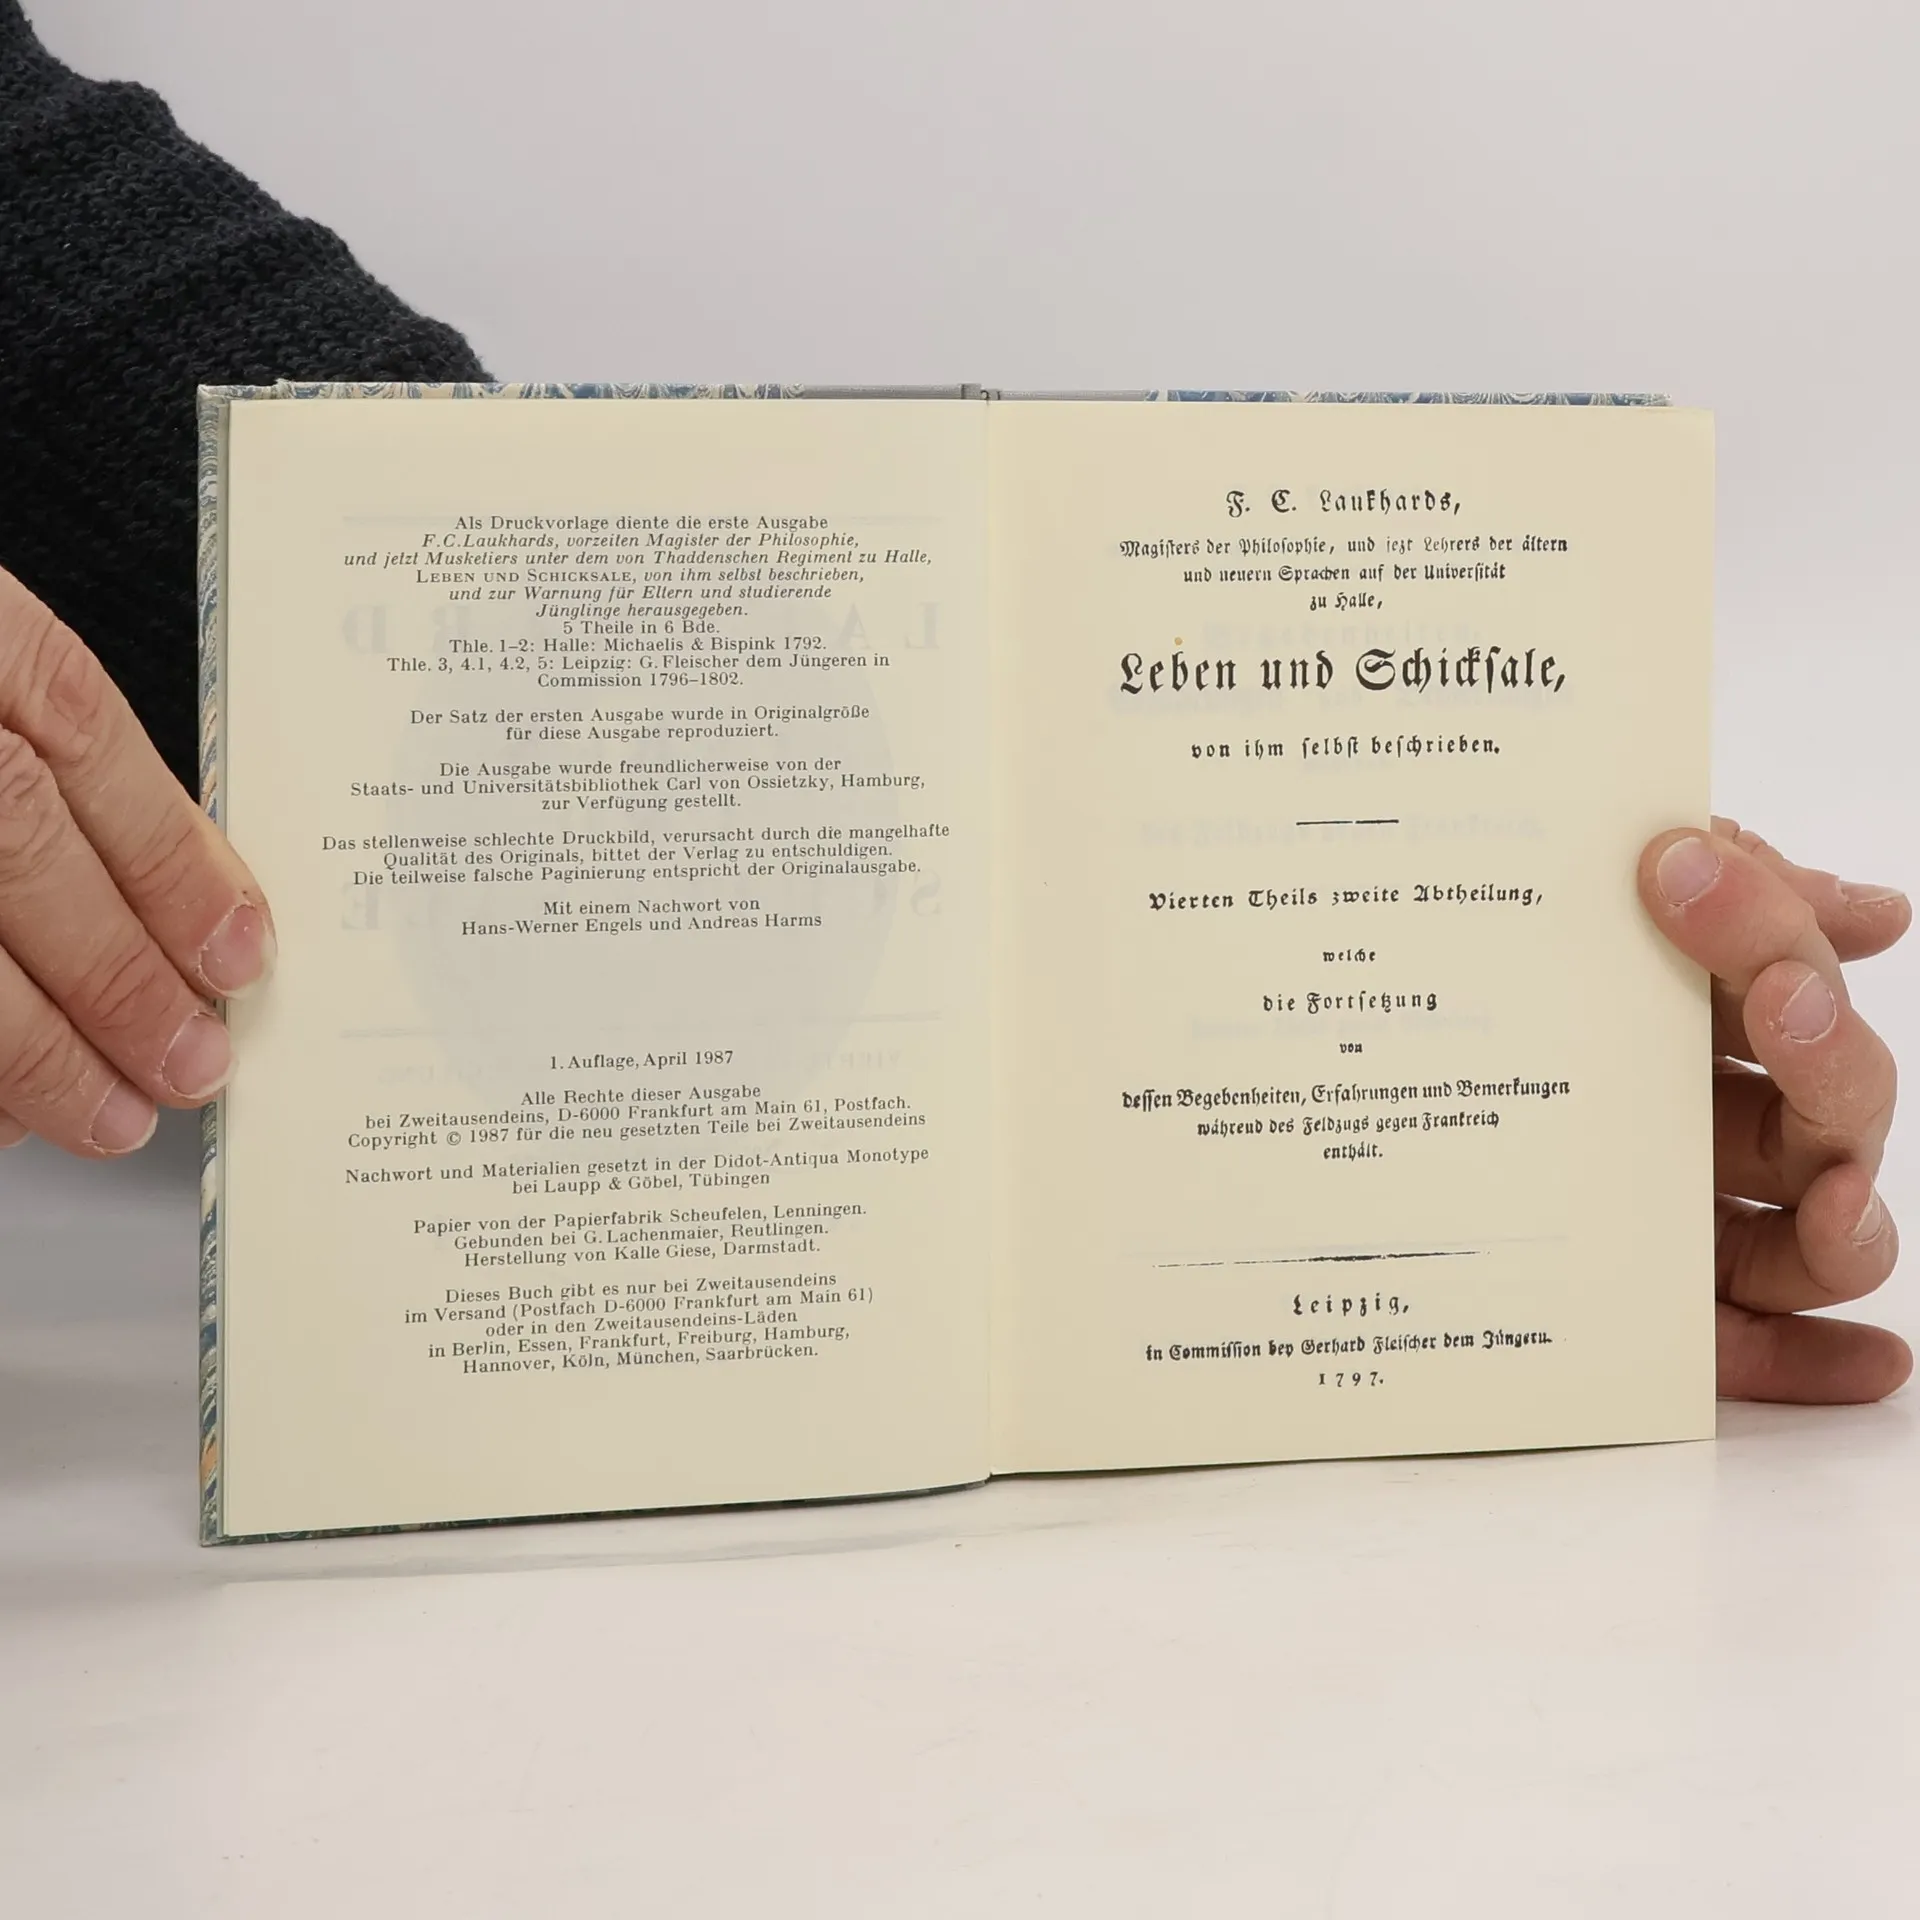 Als Druckvorlage diente die erste Ausgabe
F.C.Laukhards, vorzeiten Magister der Philosophie,
und jetzt Musketiers unter dem von Thaddenschen Regiment zu Halle,
LEBEN UND SCHICKSALE, von ihm selbst beschrieben,
und zur Warnung für Eltern und studierende
Jünglinge herausgegeben.
5 Theile in 6 Bde.
Thle. 1–2: Halle: Michaelis & Bispink 1792.
Thle. 3, 4.1, 4.2, 5: Leipzig: G. Fleischer dem Jüngeren in
Commission 1796–1802.
Der Satz der ersten Ausgabe wurde in Originalgröße
für diese Ausgabe reproduziert.
Die Ausgabe wurde freundlicherweise von der
Staats- und Universitätsbibliothek Carl von Ossietzky, Hamburg,
zur Verfügung gestellt.
Das stellenweise schlechte Druckbild, verursacht durch die mangelhafte
Qualität des Originals, bittet der Verlag zu entschuldigen.
Die teilweise falsche Paginierung entspricht der Originalausgabe.
Mit einem Nachwort von
Hans-Werner Engels und Andreas Harms
1. Auflage, April 1987
Alle Rechte dieser Ausgabe
bei Zweitausendeins, D-6000 Frankfurt am Main 61, Postfach.
Copyright © 1987 für die neu gesetzten Teile bei Zweitausendeins
Nachwort und Materialien gesetzt in der Didot-Antiqua Monotype
bei Laupp & Göbel, Tübingen
Papier von der Papierfabrik Scheufelen, Lenningen.
Gebunden bei G. Lachenmaier, Reutlingen.
Herstellung von Kalle Giese, Darmstadt.
Dieses Buch gibt es nur bei Zweitausendeins
im Versand (Postfach D-6000 Frankfurt am Main 61)
oder in den Zweitausendeins-Läden
in Berlin, Essen, Frankfurt, Freiburg, Hamburg,
Hannover, Köln, München, Saarbrücken.
F. C. Laukhards,
Magiſters der Philoſophie, und jezt Lehrers der ältern
und neuern Sprachen auf der Univerſität
zu Halle,
Leben und Schickſale,
von ihm ſelbſt beſchrieben.
Vierten Theils zweite Abtheilung,
welche
die Fortſetzung
von
deſſen Begebenheiten, Erfahrungen und Bemerkungen
während des Feldzugs gegen Frankreich
enthält.
Leipzig,
in Commiſſion bey Gerhard Fleiſcher dem Jüngern.
1797.